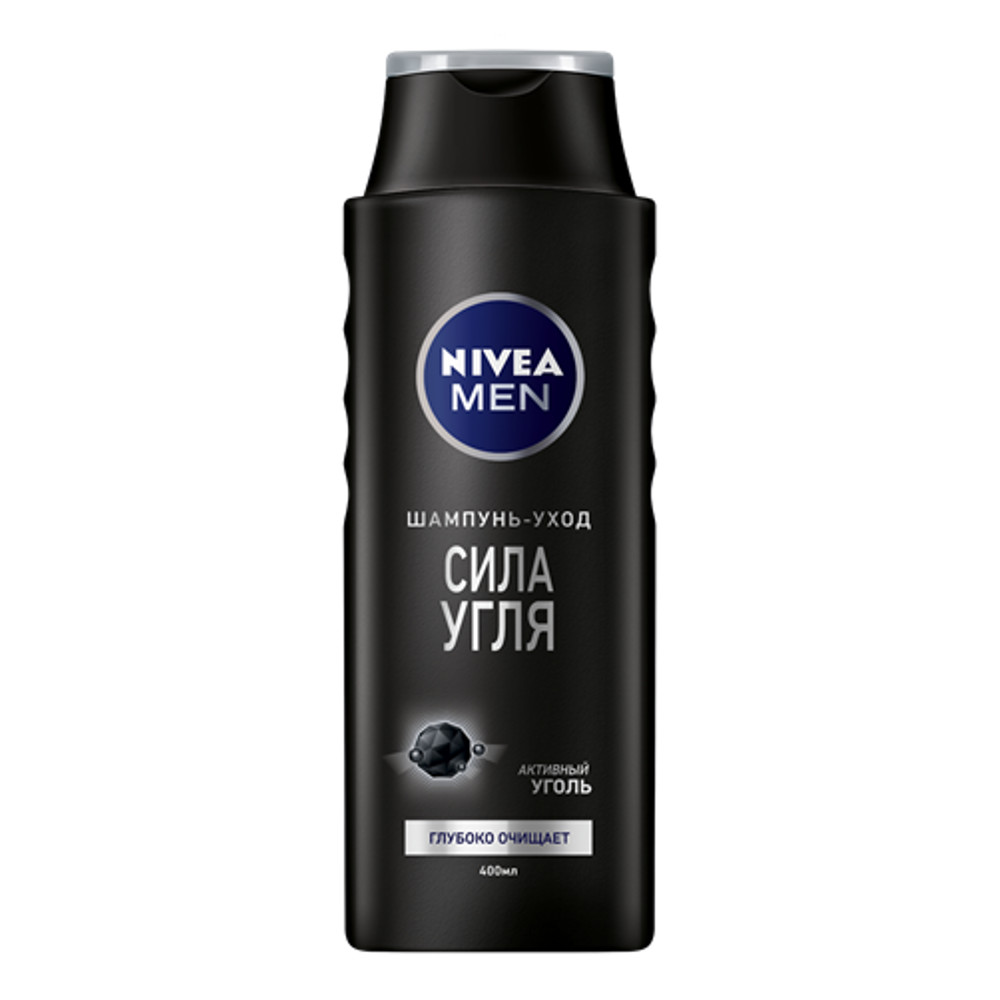 NIVEA
MEN
ШАМПУНЬ-УХОД
СИЛА
УГЛЯ
АКТИВНЫЙ
УГОЛЬ
ГЛУБОКО ОЧИЩАЕТ
400мл